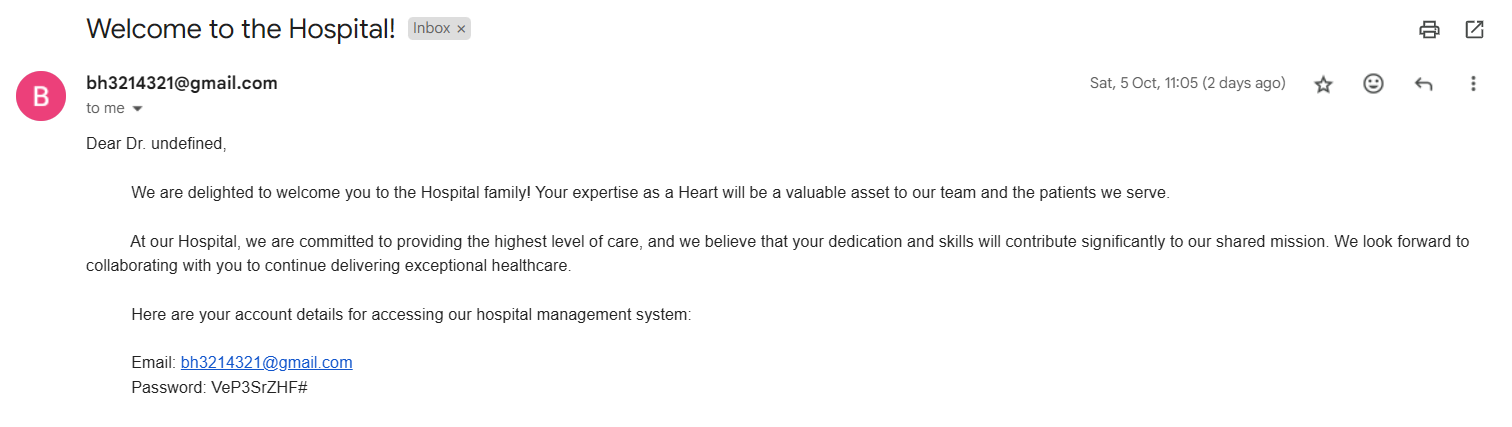 Welcome to the Hospital! Inbox ×
B
bh3214321@gmail.com Sat, 5 Oct, 11:05 (2 days ago)
to me
Dear Dr. undefined,
We are delighted to welcome you to the Hospital family! Your expertise as a Heart will be a valuable asset to our team and the patients we serve.
At our Hospital, we are committed to providing the highest level of care, and we believe that your dedication and skills will contribute significantly to our shared mission. We look forward to
collaborating with you to continue delivering exceptional healthcare.
Here are your account details for accessing our hospital management system:
Email: bh3214321@gmail.com
Password: VeP3SrZHF#